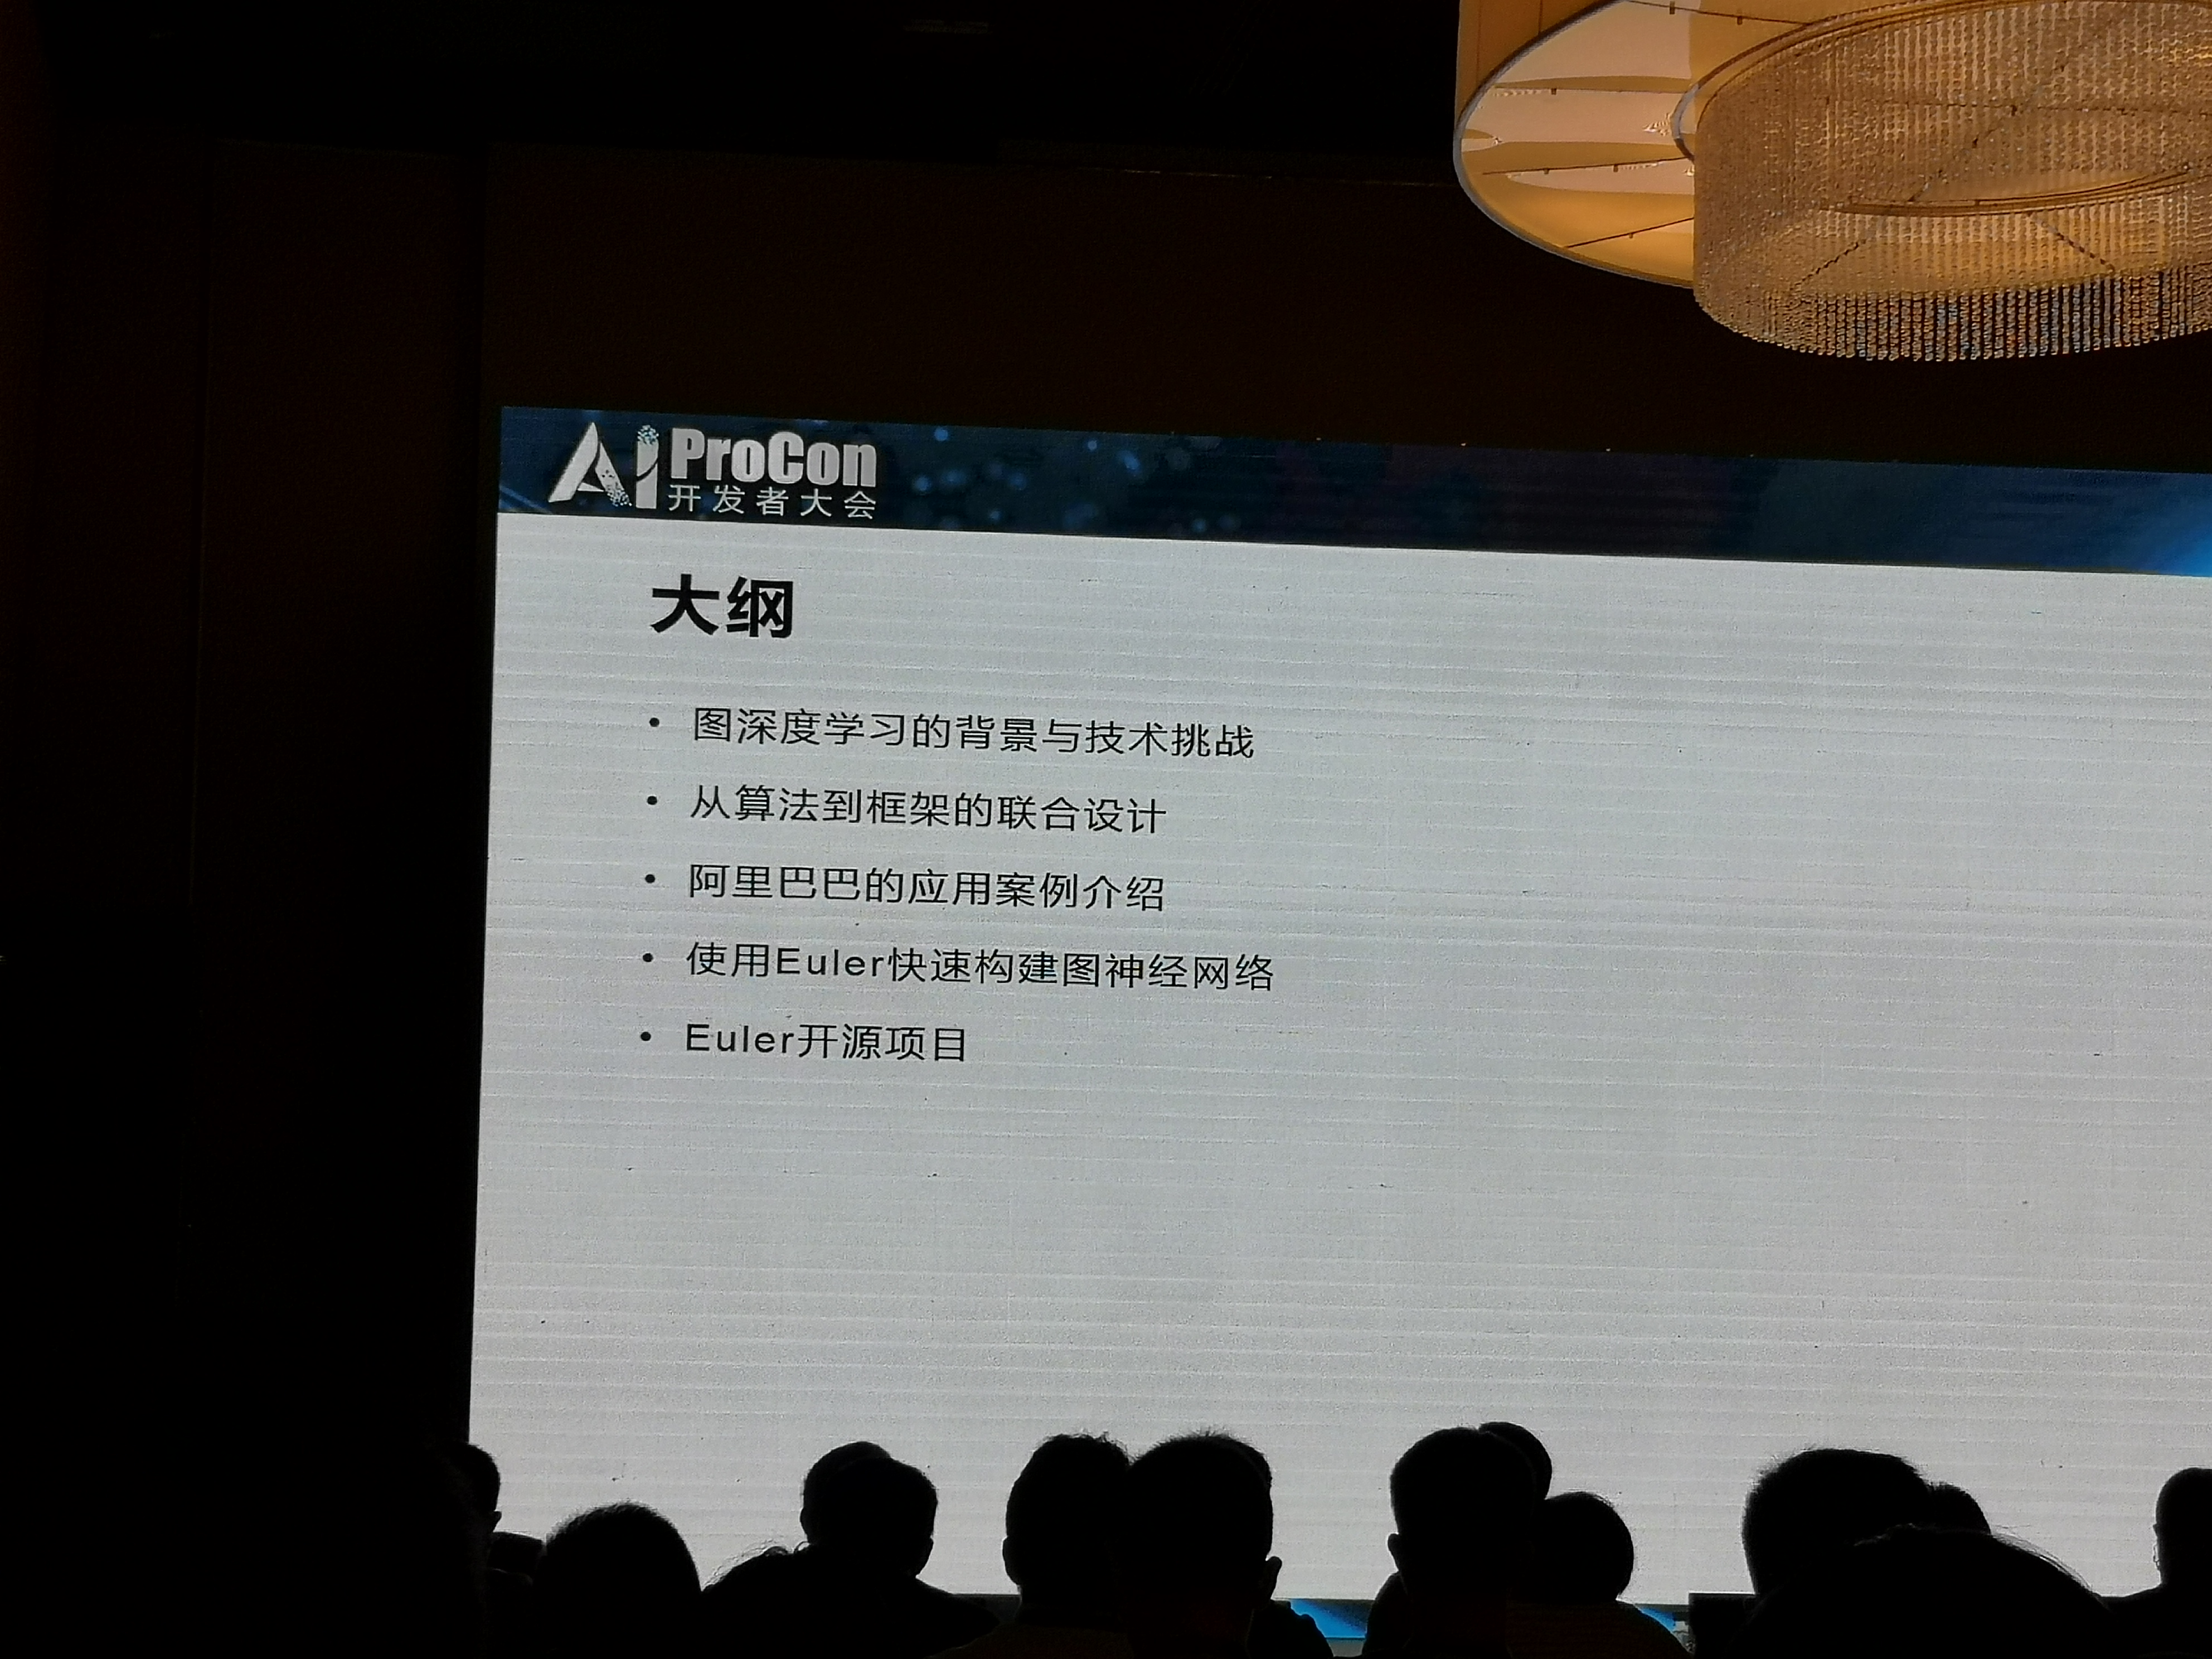 AI ProCon
开发者大会
大纲
• 图深度学习的背景与技术挑战
• 从算法到框架的联合设计
• 阿里巴巴的应用案例介绍
• 使用Euler快速构建图神经网络
• Euler开源项目